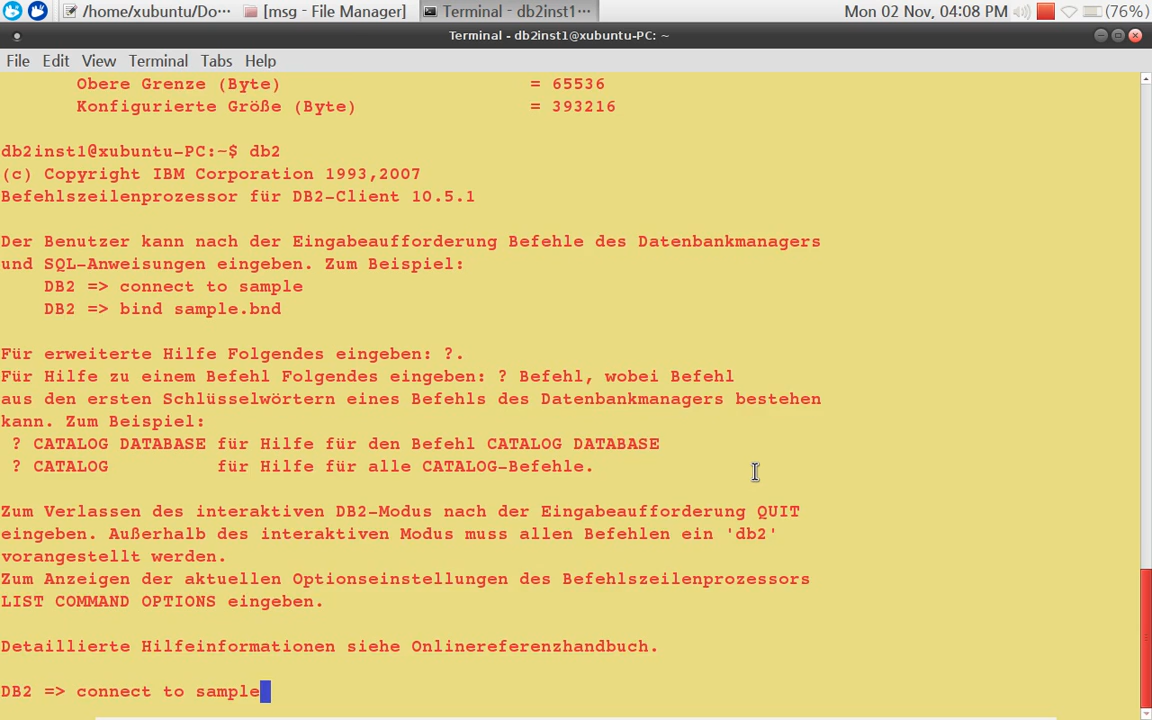 /home/xubuntu/Do··· [msg - File Manager] Terminal - db2inst1··· Mon 02 Nov, 04:08 PM (76%)
Terminal - db2inst1@xubuntu-PC: ~
File Edit View Terminal Tabs Help
Obere Grenze (Byte) = 65536
Konfigurierte Größe (Byte) = 393216
db2inst1@xubuntu-PC:~$ db2
(c) Copyright IBM Corporation 1993,2007
Befehlszeilenprozessor für DB2-Client 10.5.1
Der Benutzer kann nach der Eingabeaufforderung Befehle des Datenbankmanagers
und SQL-Anweisungen eingeben. Zum Beispiel:
DB2 => connect to sample
DB2 => bind sample.bnd
Für erweiterte Hilfe Folgendes eingeben: ?.
Für Hilfe zu einem Befehl Folgendes eingeben: ? Befehl, wobei Befehl
aus den ersten Schlüsselwörtern eines Befehls des Datenbankmanagers bestehen
kann. Zum Beispiel:
? CATALOG DATABASE für Hilfe für den Befehl CATALOG DATABASE
? CATALOG für Hilfe für alle CATALOG-Befehle.
Zum Verlassen des interaktiven DB2-Modus nach der Eingabeaufforderung QUIT
eingeben. Außerhalb des interaktiven Modus muss allen Befehlen ein 'db2'
vorangestellt werden.
Zum Anzeigen der aktuellen Optionseinstellungen des Befehlszeilenprozessors
LIST COMMAND OPTIONS eingeben.
Detaillierte Hilfeinformationen siehe Onlinereferenzhandbuch.
DB2 => connect to sample